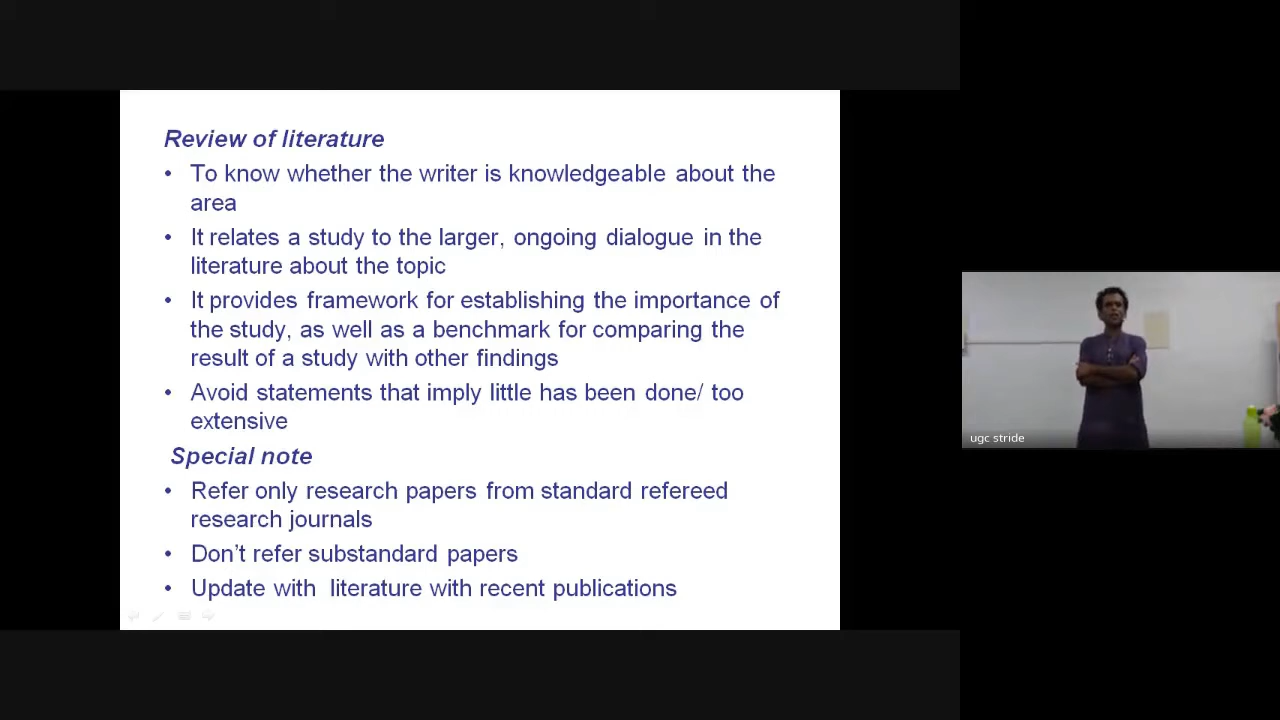 Review of literature
• To know whether the writer is knowledgeable about the
area
• It relates a study to the larger, ongoing dialogue in the
literature about the topic
• It provides framework for establishing the importance of
the study, as well as a benchmark for comparing the
result of a study with other findings
• Avoid statements that imply little has been done/ too
extensive
Special note
• Refer only research papers from standard refereed
research journals
• Don’t refer substandard papers
• Update with  literature with recent publications
ugc stride